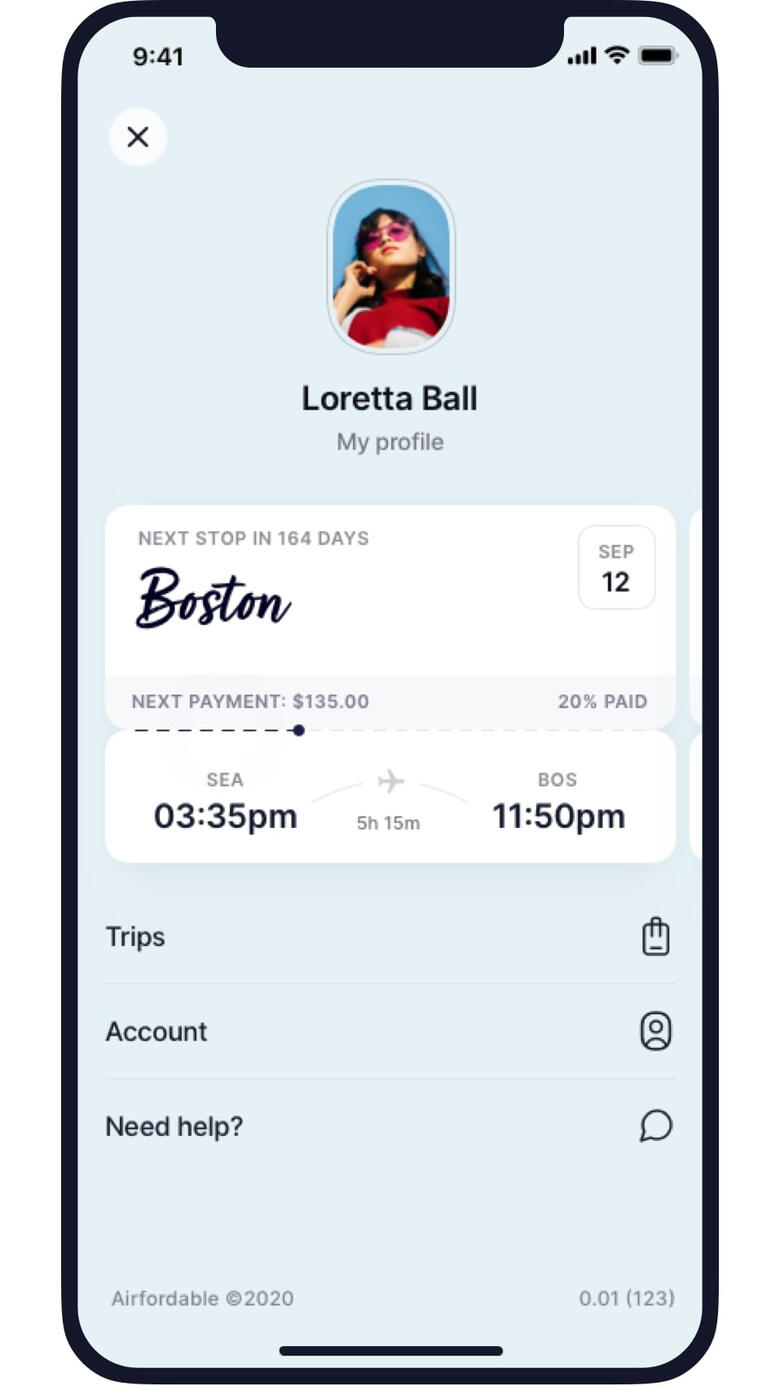 9:41
Loretta Ball
My profile
NEXT STOP IN 164 DAYS
SEP
12
Boston
NEXT PAYMENT: $135.00 20% PAID
SEA BOS
03:35pm 5h 15m 11:50pm
Trips
Account
Need help?
Airfordable ©2020 0.01 (123)